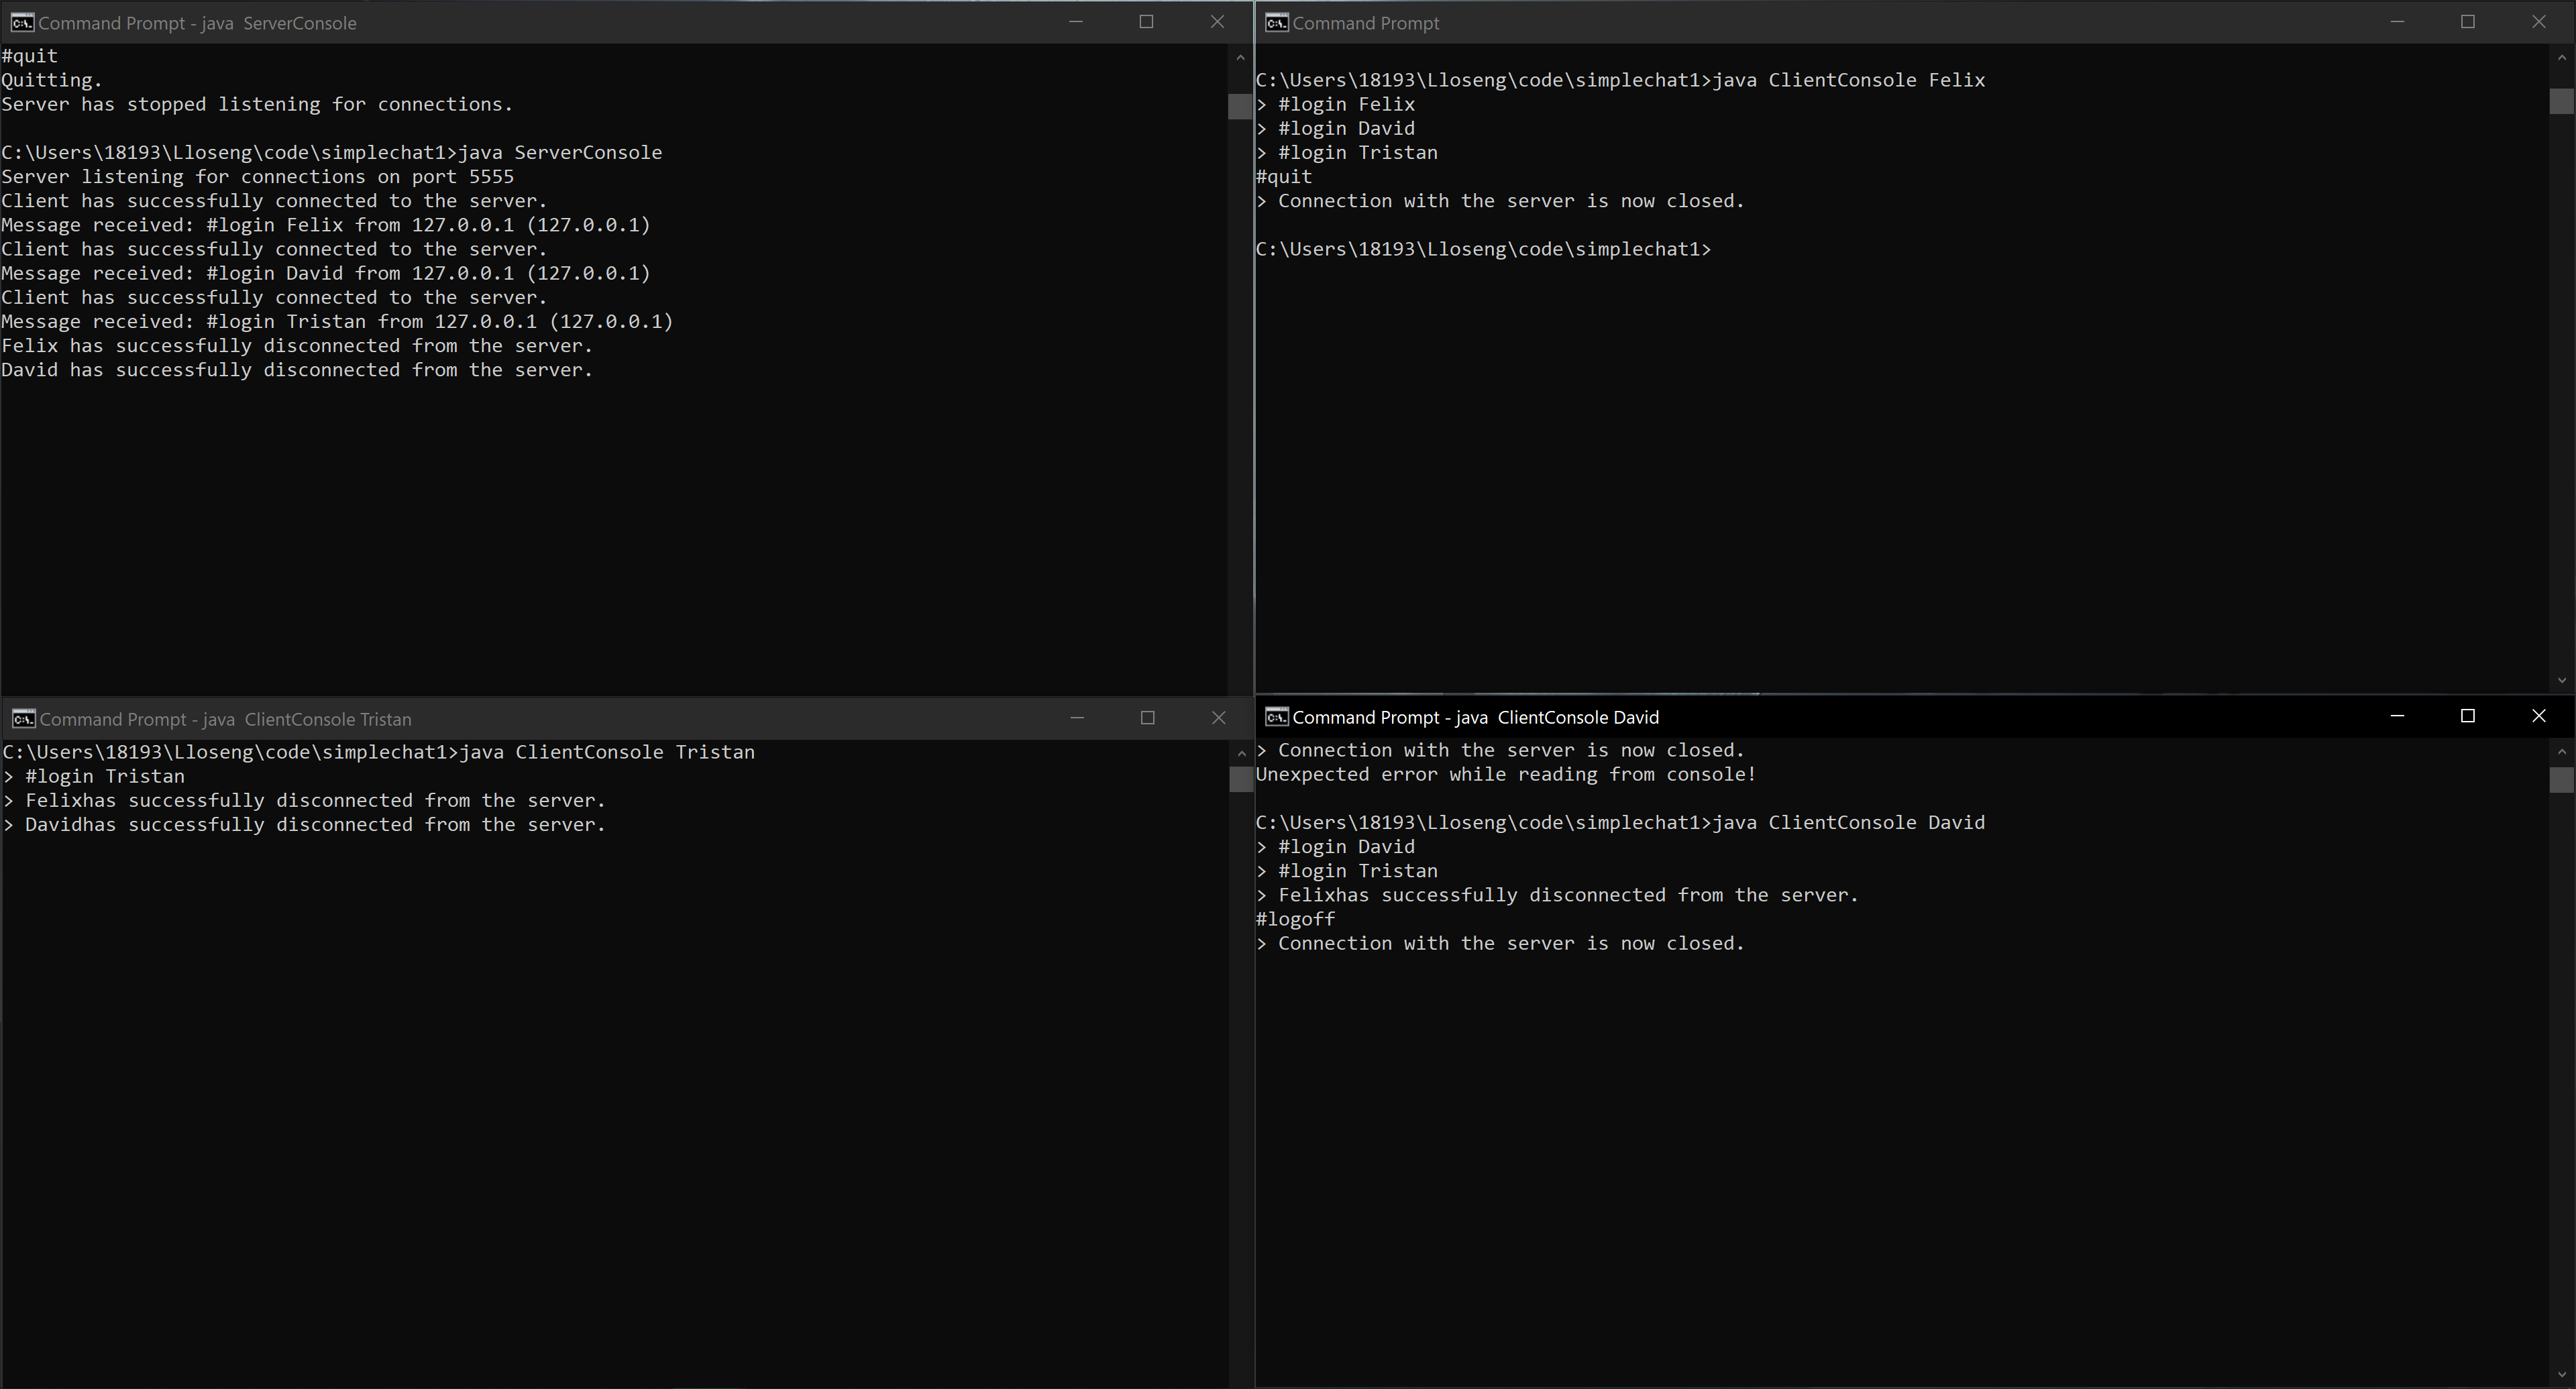 Command Prompt - java  ServerConsole
#quit
Quitting.
Server has stopped listening for connections.
C:\Users\18193\Lloseng\code\simplechat1>java ServerConsole
Server listening for connections on port 5555
Client has successfully connected to the server.
Message received: #login Felix from 127.0.0.1 (127.0.0.1)
Client has successfully connected to the server.
Message received: #login David from 127.0.0.1 (127.0.0.1)
Client has successfully connected to the server.
Message received: #login Tristan from 127.0.0.1 (127.0.0.1)
Felix has successfully disconnected from the server.
David has successfully disconnected from the server.
Command Prompt
C:\Users\18193\Lloseng\code\simplechat1>java ClientConsole Felix
> #login Felix
> #login David
> #login Tristan
#quit
> Connection with the server is now closed.
C:\Users\18193\Lloseng\code\simplechat1>
Command Prompt - java  ClientConsole Tristan
C:\Users\18193\Lloseng\code\simplechat1>java ClientConsole Tristan
> #login Tristan
> Felixhas successfully disconnected from the server.
> Davidhas successfully disconnected from the server.
Command Prompt - java  ClientConsole David
> Connection with the server is now closed.
Unexpected error while reading from console!
C:\Users\18193\Lloseng\code\simplechat1>java ClientConsole David
> #login David
> #login Tristan
> Felixhas successfully disconnected from the server.
#logoff
> Connection with the server is now closed.